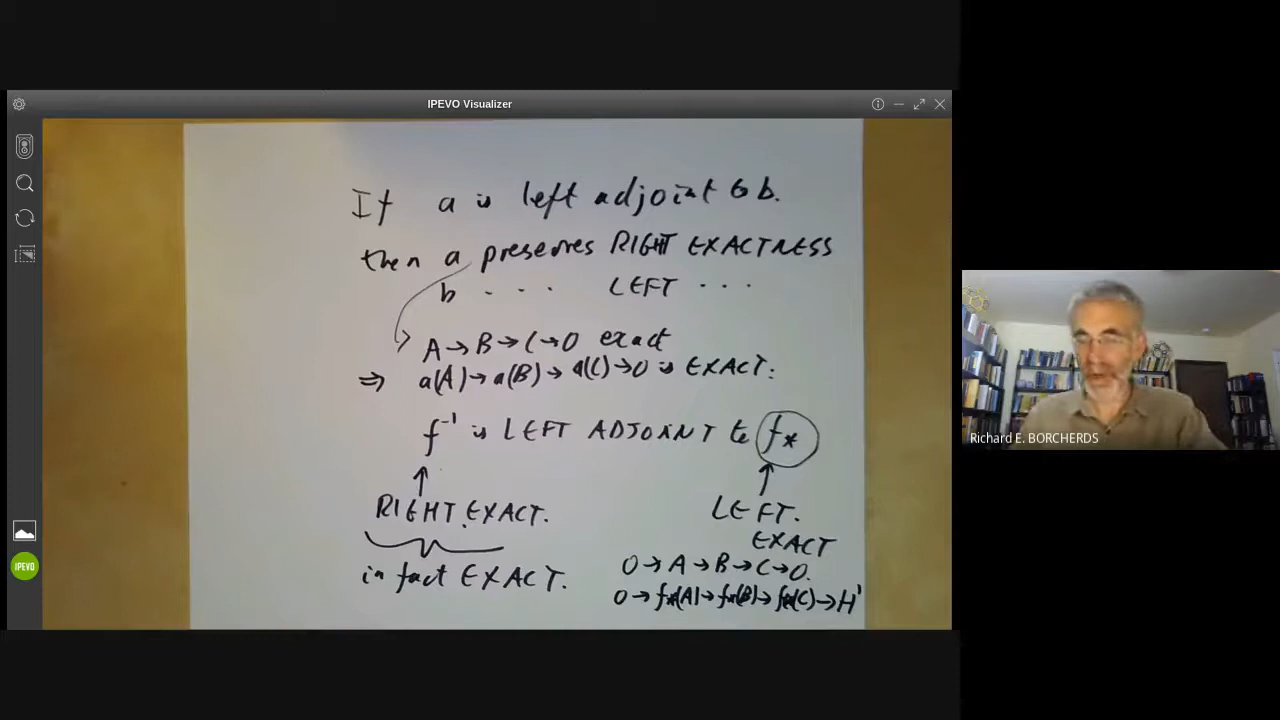 IPEVO Visualizer
If a is left adjoint to b.
then a preserves RIGHT EXACTNESS
b . . . LEFT . . .
A → B → C → 0 exact
⇒ a(A) → a(B) → a(C) → 0 is EXACT.
f⁻¹ is LEFT ADJOINT to f*
RIGHT EXACT.
LEFT.
EXACT
in fact EXACT.
0 → A → B → C → 0.
0 → f*(A) → f*(B) → f*(C) → H¹
IPEVO
Richard E. BORCHERDS